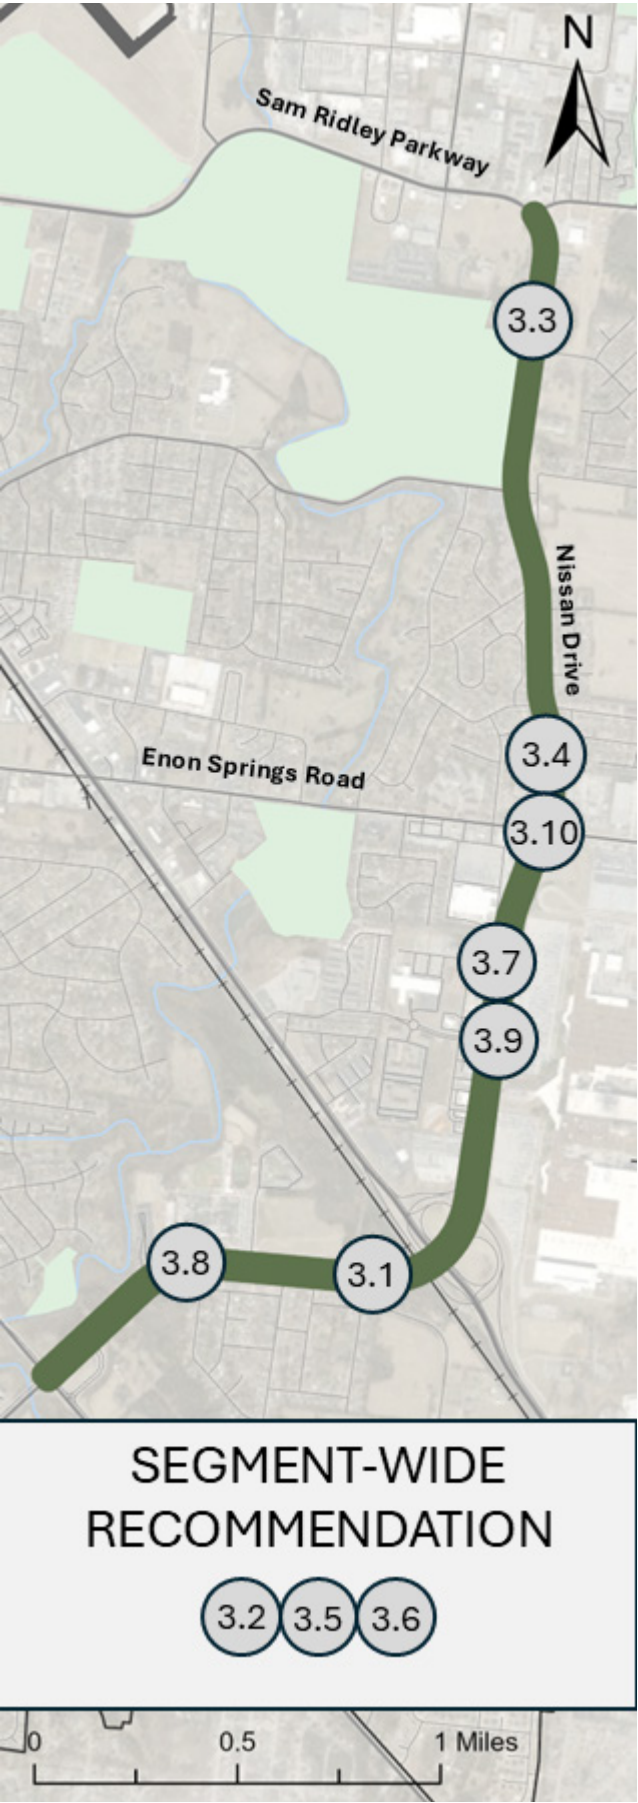 N
Sam Ridley Parkway
3.3
Nissan Drive
3.4
Enon Springs Road
3.10
3.7
3.9
3.8
3.1
SEGMENT-WIDE
RECOMMENDATION
3.2 3.5 3.6
0 0.5 1 Miles